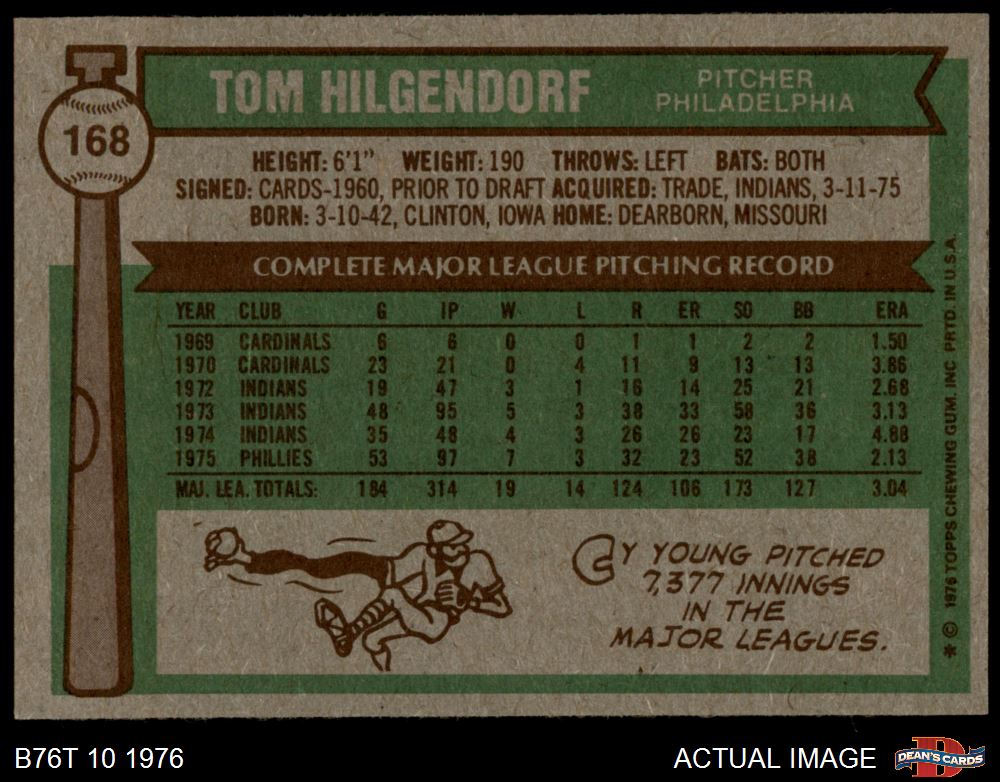 168
TOM HILGENDORF
PITCHER
PHILADELPHIA
HEIGHT: 6'1" WEIGHT: 190 THROWS: LEFT BATS: BOTH
SIGNED: CARDS-1960, PRIOR TO DRAFT ACQUIRED: TRADE, INDIANS, 3-11-75
BORN: 3-10-42, CLINTON, IOWA HOME: DEARBORN, MISSOURI
COMPLETE MAJOR LEAGUE PITCHING RECORD
YEAR CLUB G IP W L R ER SO BB ERA
1969 CARDINALS 6 6 0 0 1 1 2 2 1.50
1970 CARDINALS 23 21 0 4 11 9 13 13 3.86
1972 INDIANS 19 47 3 1 16 14 25 21 2.68
1973 INDIANS 48 95 5 3 38 33 58 36 3.13
1974 INDIANS 35 48 4 3 26 26 23 17 4.88
1975 PHILLIES 53 97 7 3 32 23 52 38 2.13
MAJ. LEA. TOTALS: 184 314 19 14 124 106 173 127 3.04
CY YOUNG PITCHED
7,377 INNINGS
IN THE
MAJOR LEAGUES.
* © 1976 TOPPS CHEWING GUM, INC PRTD. IN U.S.A.
B76T 10 1976
ACTUAL IMAGE
D
DEAN'S CARDS